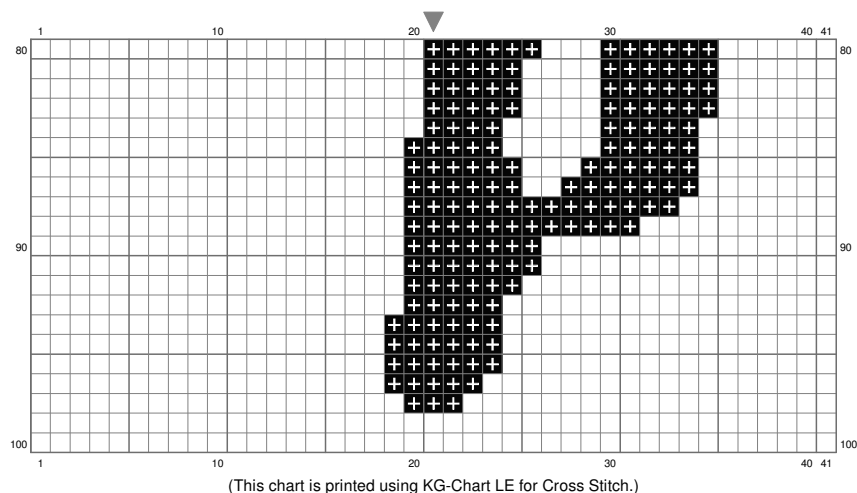 1 10 20 30 40 41
80 80
90 90
100 100
1 10 20 30 40 41
(This chart is printed using KG-Chart LE for Cross Stitch.)